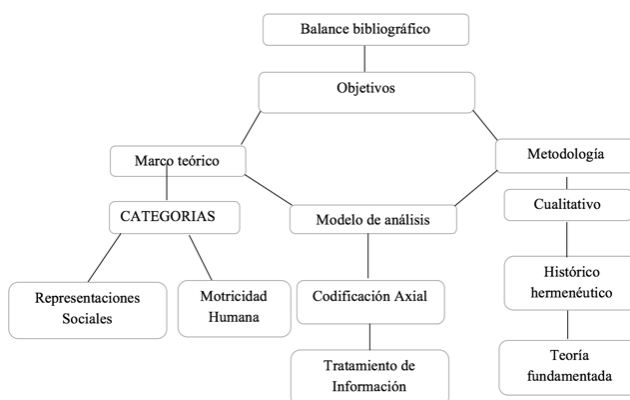 Balance bibliográfico
Objetivos
Marco teórico
Metodología
CATEGORIAS
Modelo de análisis
Cualitativo
Representaciones
Sociales
Motricidad
Humana
Codificación Axial
Histórico
hermenéutico
Tratamiento de
Información
Teoría
fundamentada